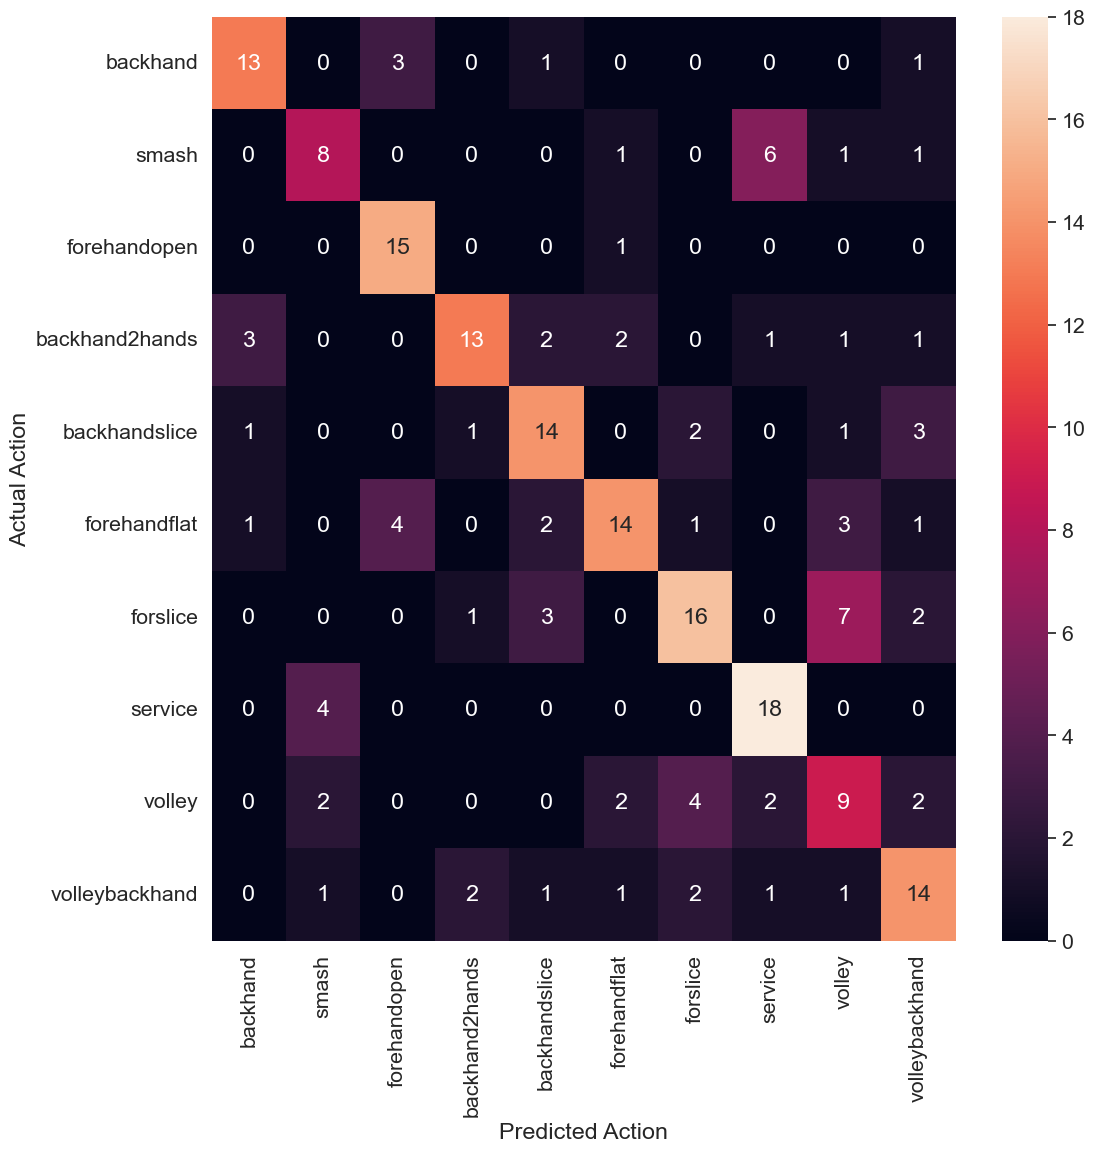 backhand 13 0 3 0 1 0 0 0 0 1
smash 0 8 0 0 0 1 0 6 1 1
forehandopen 0 0 15 0 0 1 0 0 0 0
backhand2hands 3 0 0 13 2 2 0 1 1 1
backhandslice 1 0 0 1 14 0 2 0 1 3
forehandflat 1 0 4 0 2 14 1 0 3 1
forslice 0 0 0 1 3 0 16 0 7 2
service 0 4 0 0 0 0 0 18 0 0
volley 0 2 0 0 0 2 4 2 9 2
volleybackhand 0 1 0 2 1 1 2 1 1 14
Actual Action
backhand
smash
forehandopen
backhand2hands
backhandslice
forehandflat
forslice
service
volley
volleybackhand
Predicted Action
18
16
14
12
10
8
6
4
2
0